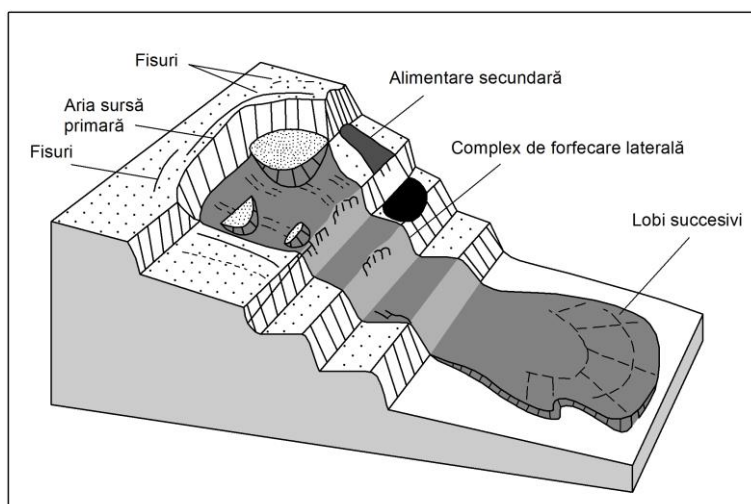 Fisuri
Alimentare secundară
Aria sursă
primară
Complex de forfecare laterală
Fisuri
Lobi succesivi